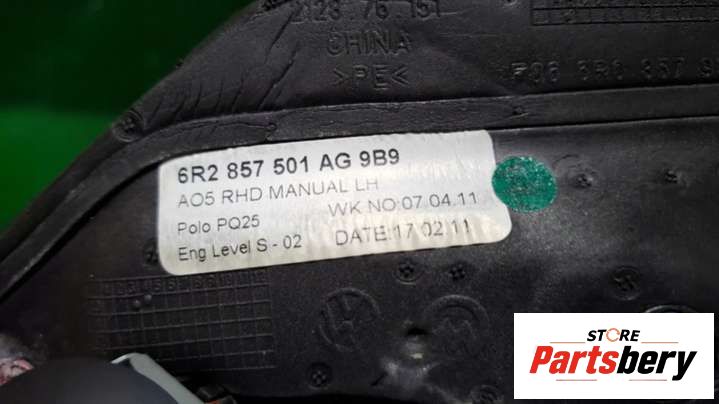 CHINA
>PE<
6R2 857 501 AG 9B9
AO5 RHD MANUAL LH
Polo PQ25 WK NO:07.04.11
Eng Level S - 02 DATE:17 02 11
STORE
Partsbery